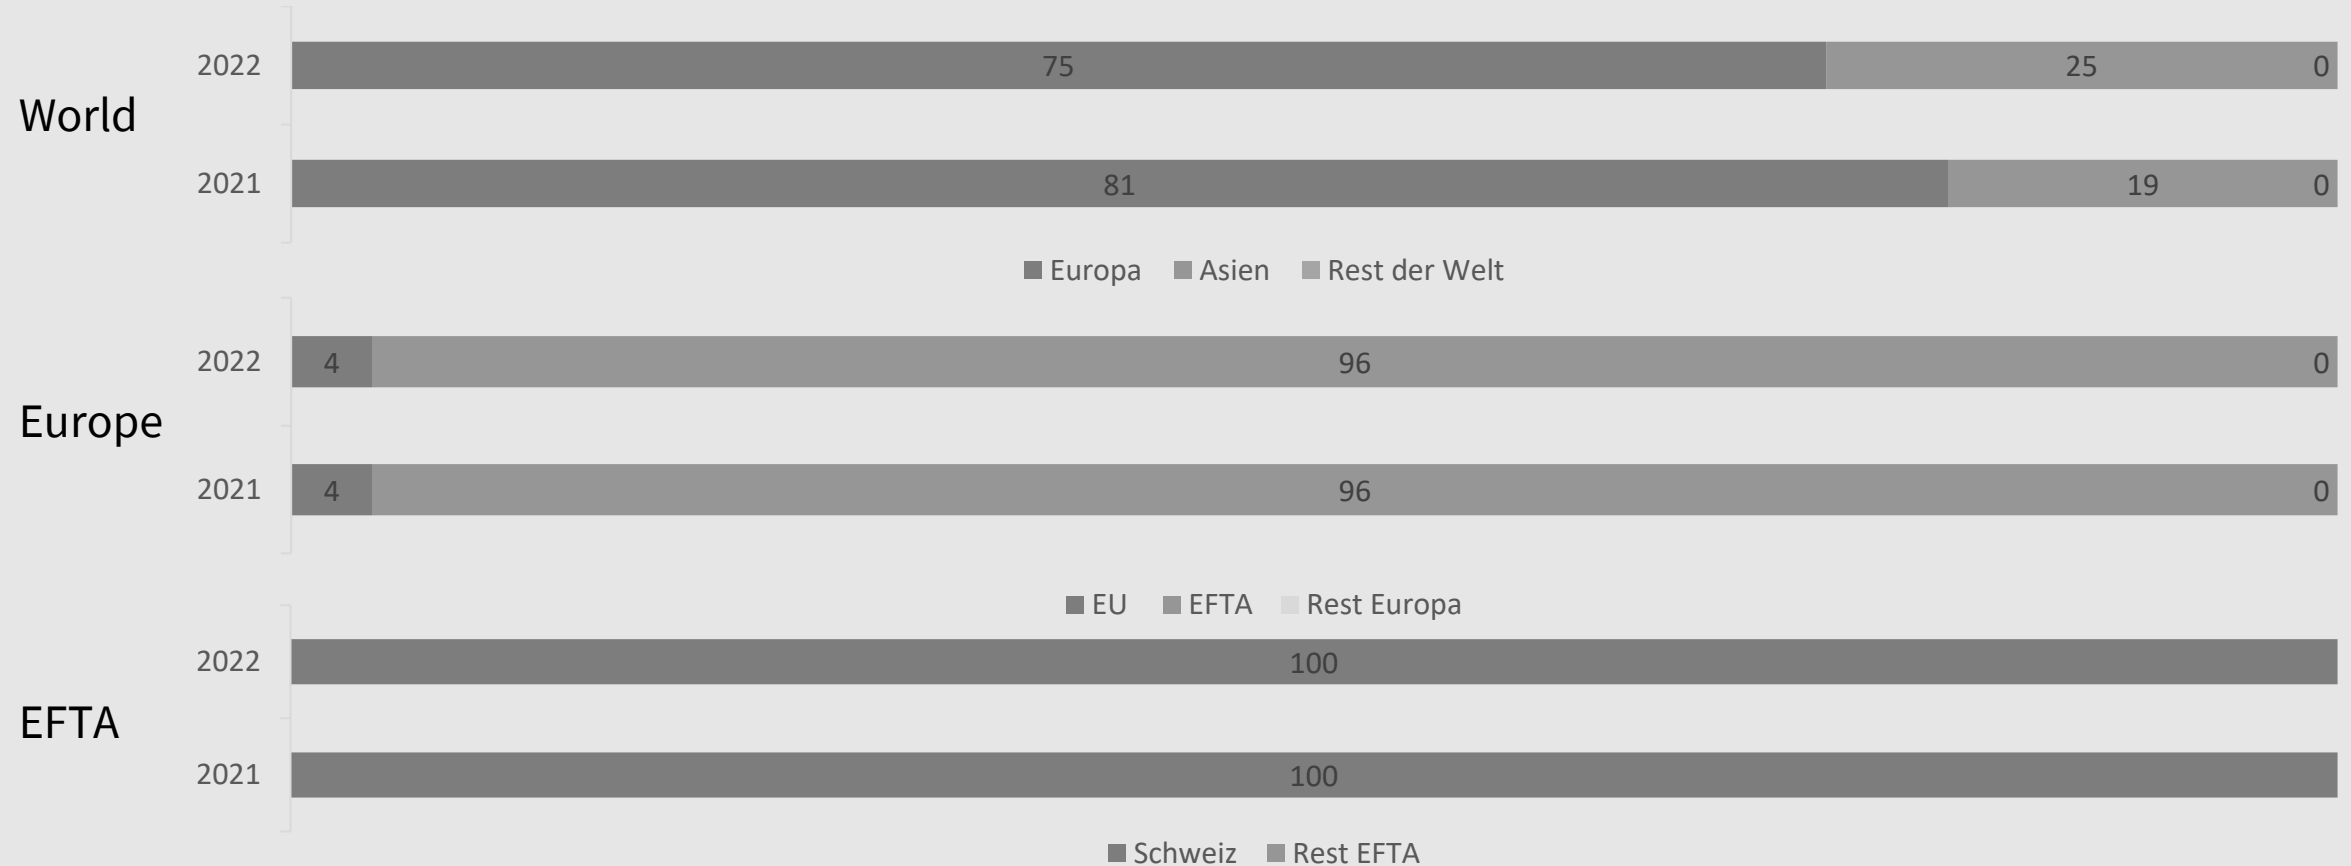 World
2022 75 25 0
2021 81 19 0
Europa Asien Rest der Welt
Europe
2022 4 96 0
2021 4 96 0
EU EFTA Rest Europa
EFTA
2022 100
2021 100
Schweiz Rest EFTA